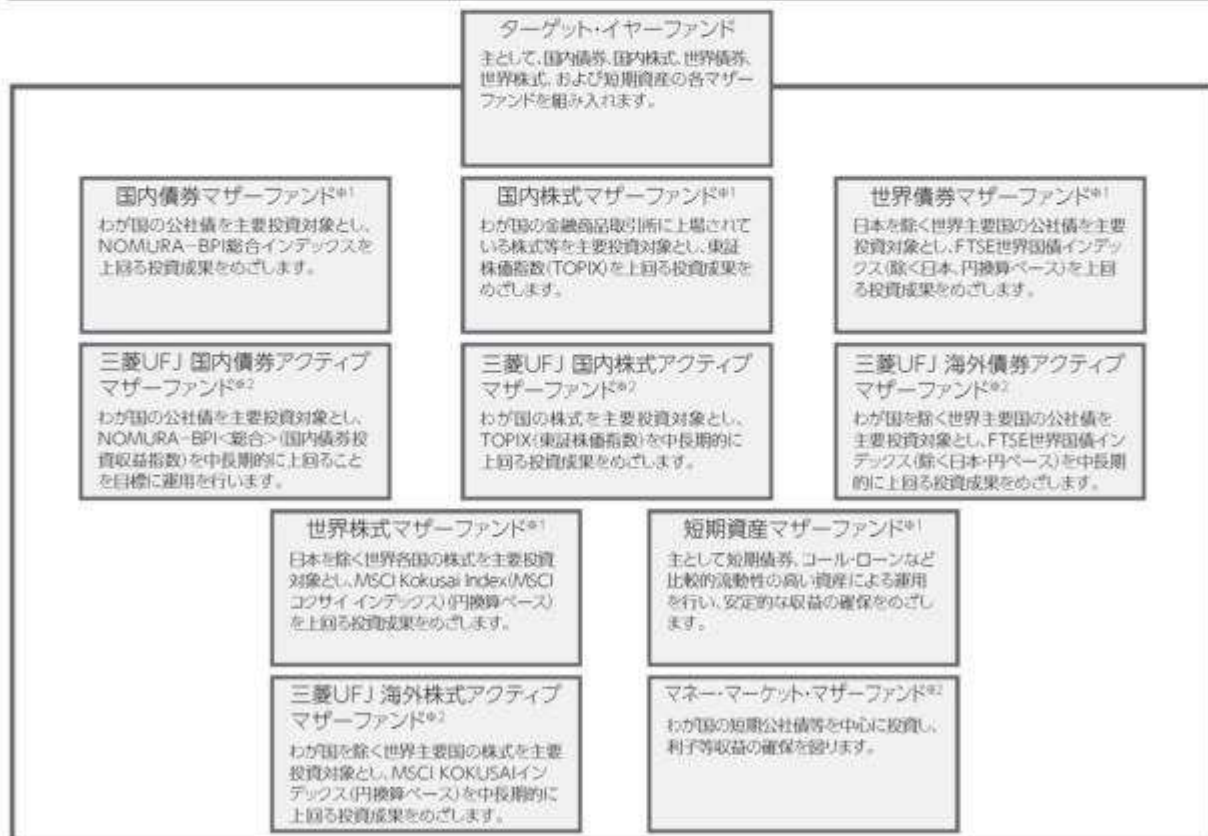 ターゲット・イヤーファンド
主として、国内債券、国内株式、世界債券、
世界株式、および短期資産の各マザー
ファンドを組み入れます。
国内債券マザーファンド※1
わが国の公社債を主要投資対象とし、
NOMURA-BPI総合インデックスを
上回る投資成果をめざします。
国内株式マザーファンド※1
わが国の金融商品取引所に上場されて
いる株式等を主要投資対象とし、東証
株価指数(TOPIX)を上回る投資成果を
めざします。
世界債券マザーファンド※1
日本を除く世界主要国の公社債を主要
投資対象とし、FTSE世界国債インデッ
クス(除く日本、円換算ベース)を上回
る投資成果をめざします。
三菱UFJ 国内債券アクティブ
マザーファンド※2
わが国の公社債を主要投資対象とし、
NOMURA-BPI<総合>(国内債券投
資収益指数)を中長期的に上回ること
を目標に運用を行います。
三菱UFJ 国内株式アクティブ
マザーファンド※2
わが国の株式を主要投資対象とし、
TOPIX(東証株価指数)を中長期的に
上回る投資成果をめざします。
三菱UFJ 海外債券アクティブ
マザーファンド※2
わが国を除く世界主要国の公社債を
主要投資対象とし、FTSE世界国債イン
デックス(除く日本・円ベース)を中長期
的に上回る投資成果をめざします。
世界株式マザーファンド※1
日本を除く世界各国の株式を主要投資
対象とし、MSCI Kokusai Index(MSCI
コクサイ インデックス)(円換算ベース)
を上回る投資成果をめざします。
短期資産マザーファンド※1
主として短期債券、コール・ローンなど
比較的流動性の高い資産による運用
を行い、安定的な収益の確保をめざし
ます。
三菱UFJ 海外株式アクティブ
マザーファンド※2
わが国を除く世界主要国の株式を主要
投資対象とし、MSCI KOKUSAIイン
デックス(円換算ベース)を中長期的に
上回る投資成果をめざします。
マネー・マーケット・マザーファンド※2
わが国の短期公社債等を中心に投資し、
利子等収益の確保を図ります。